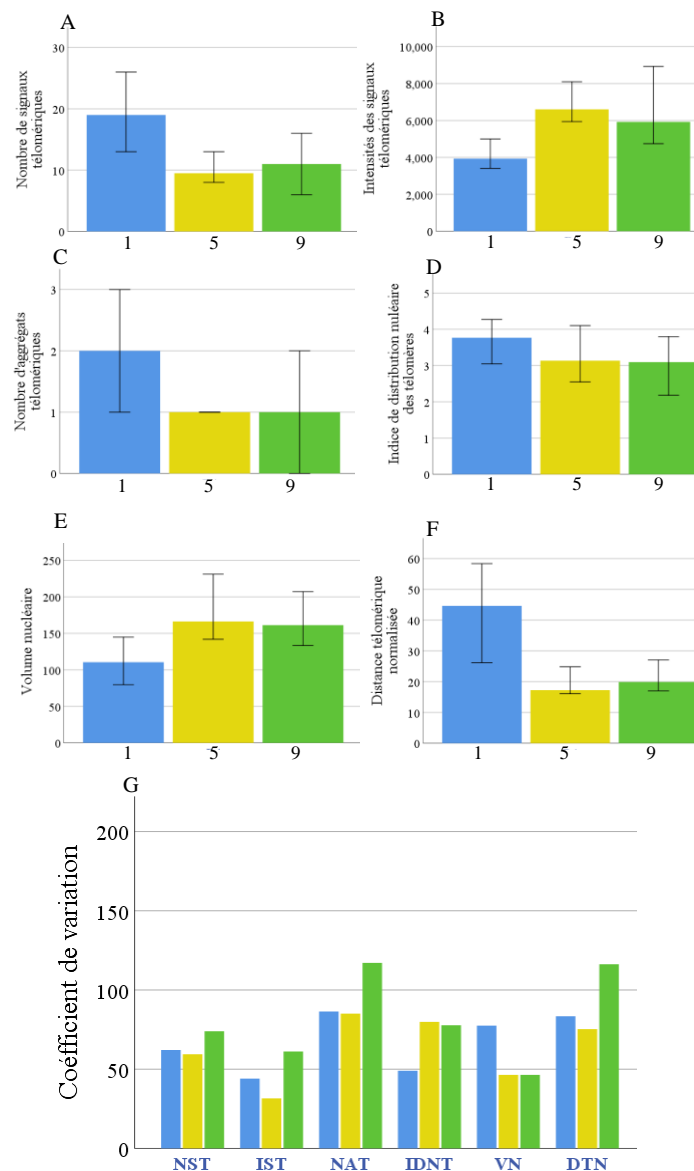 A
Nombre de signaux
télomériques
30
20
10
0
1
5
9
B
Intensités des signaux
télomériques
10,000
8,000
6,000
4,000
2,000
0
1
5
9
C
Nombre d'aggrégats
télomériques
3
2
1
0
1
5
9
D
Indice de distribution nuléaire
des télomères
5
4
3
2
1
0
1
5
9
E
Volume nucléaire
250
200
150
100
50
0
1
5
9
F
Distance télomérique
normalisée
60
50
40
30
20
10
0
1
5
9
G
Coéfficient de variation
200
150
100
50
0
NST
IST
NAT
IDNT
VN
DTN